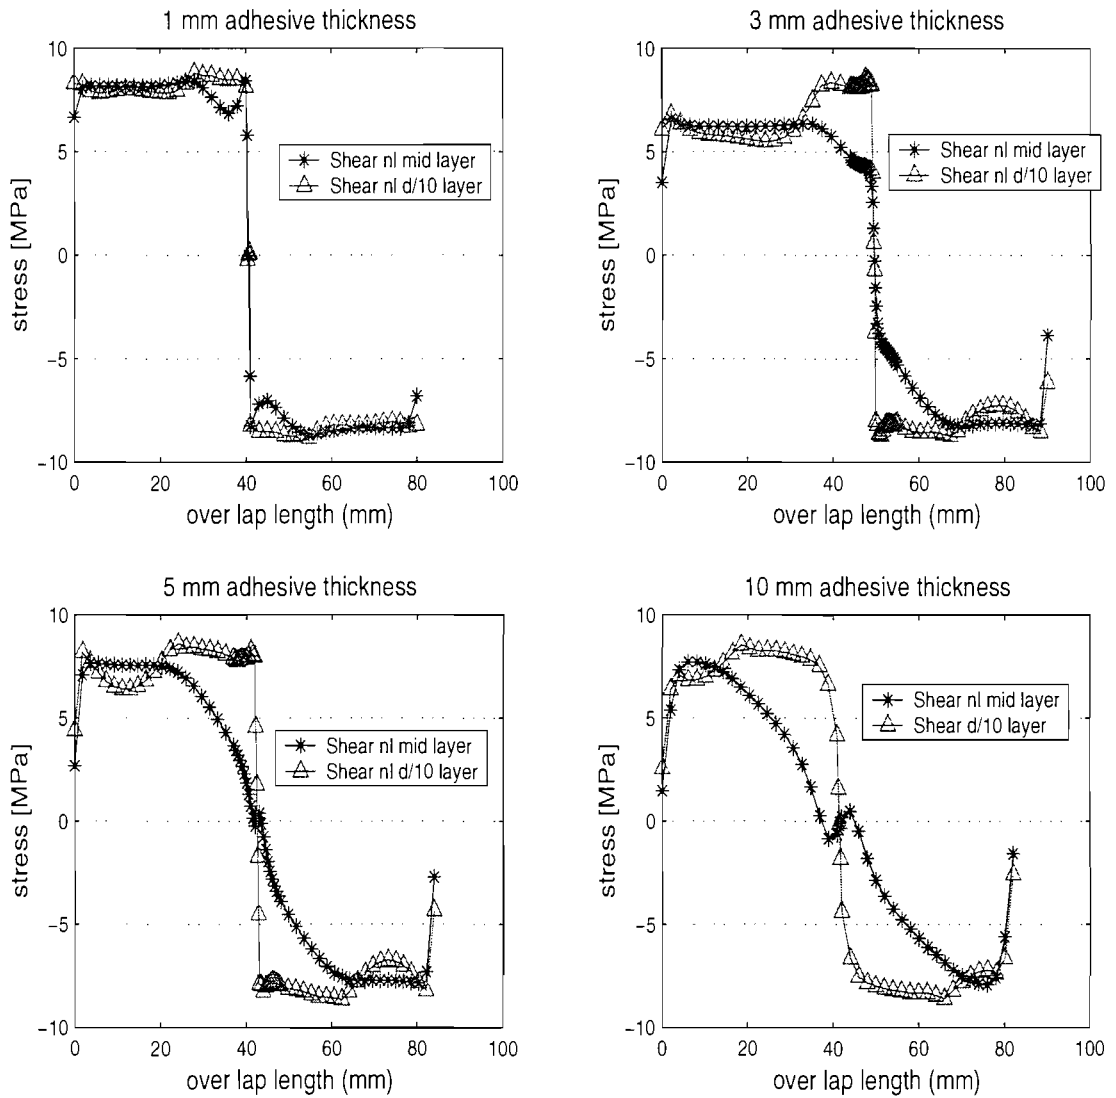 1 mm adhesive thickness
10
5
0
−5
−10
stress [MPa]
Shear nl mid layer
Shear nl d/10 layer
0 20 40 60 80 100
over lap length (mm)
3 mm adhesive thickness
10
5
0
−5
−10
stress [MPa]
Shear nl mid layer
Shear nl d/10 layer
0 20 40 60 80 100
over lap length (mm)
5 mm adhesive thickness
10
5
0
−5
−10
stress [MPa]
Shear nl mid layer
Shear nl d/10 layer
0 20 40 60 80 100
over lap length (mm)
10 mm adhesive thickness
10
5
0
−5
−10
stress [MPa]
Shear nl mid layer
Shear d/10 layer
0 20 40 60 80 100
over lap length (mm)